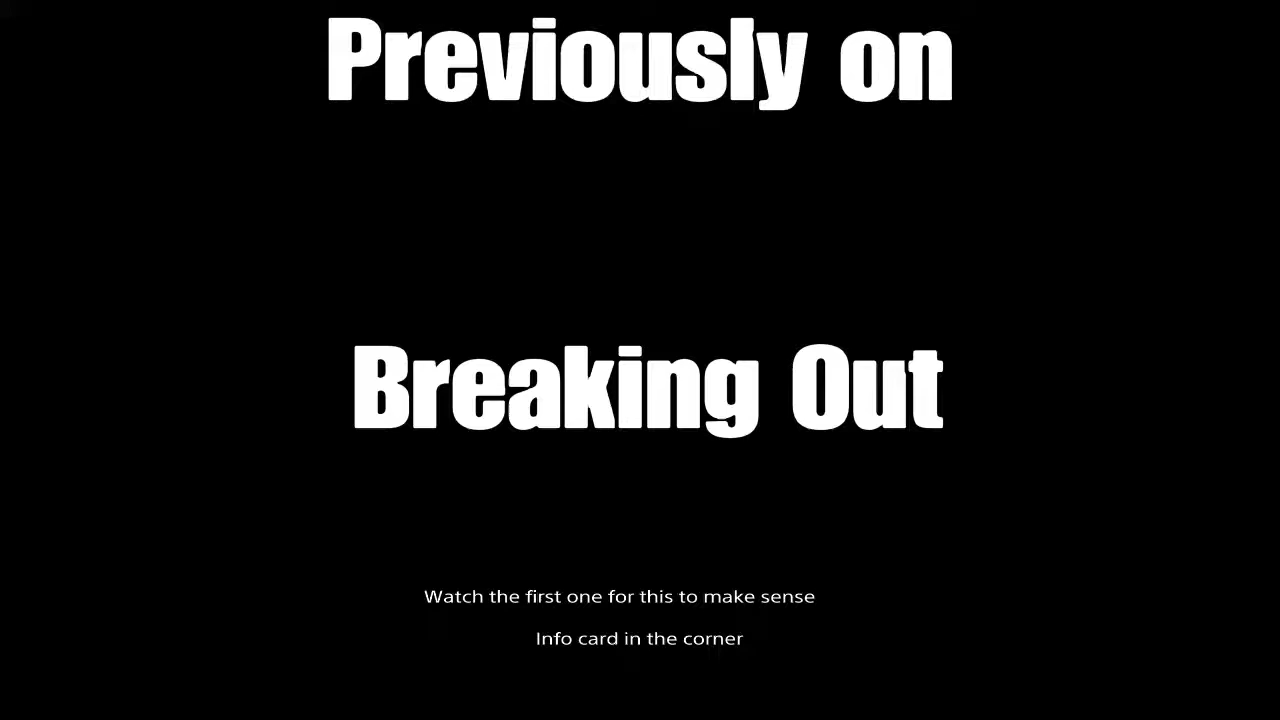 Previously on
Breaking Out
Watch the first one for this to make sense
Info card in the corner